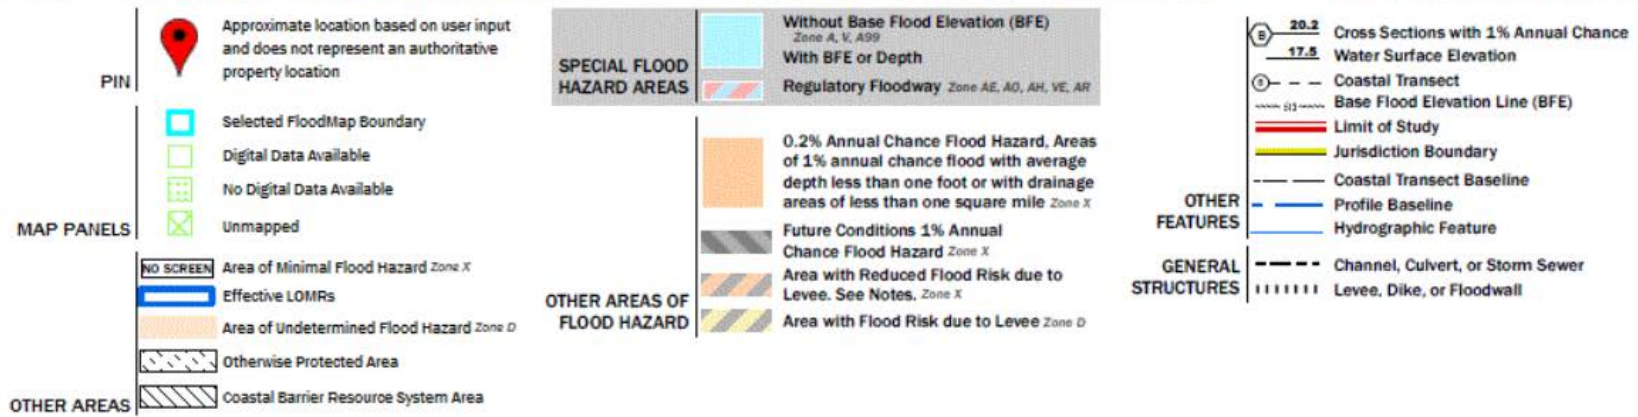 PIN
Approximate location based on user input
and does not represent an authoritative
property location
MAP PANELS
Selected FloodMap Boundary
Digital Data Available
No Digital Data Available
Unmapped
OTHER AREAS
NO SCREEN Area of Minimal Flood Hazard Zone X
Effective LOMRs
Area of Undetermined Flood Hazard Zone D
Otherwise Protected Area
Coastal Barrier Resource System Area
SPECIAL FLOOD
HAZARD AREAS
Without Base Flood Elevation (BFE)
Zone A, V, A99
With BFE or Depth
Regulatory Floodway Zone AE, AO, AH, VE, AR
OTHER AREAS OF
FLOOD HAZARD
0.2% Annual Chance Flood Hazard, Areas
of 1% annual chance flood with average
depth less than one foot or with drainage
areas of less than one square mile Zone X
Future Conditions 1% Annual
Chance Flood Hazard Zone X
Area with Reduced Flood Risk due to
Levee. See Notes. Zone X
Area with Flood Risk due to Levee Zone D
OTHER
FEATURES
B 20.2 Cross Sections with 1% Annual Chance
17.5 Water Surface Elevation
Coastal Transect
Base Flood Elevation Line (BFE)
Limit of Study
Jurisdiction Boundary
Coastal Transect Baseline
Profile Baseline
Hydrographic Feature
GENERAL
STRUCTURES
Channel, Culvert, or Storm Sewer
Levee, Dike, or Floodwall